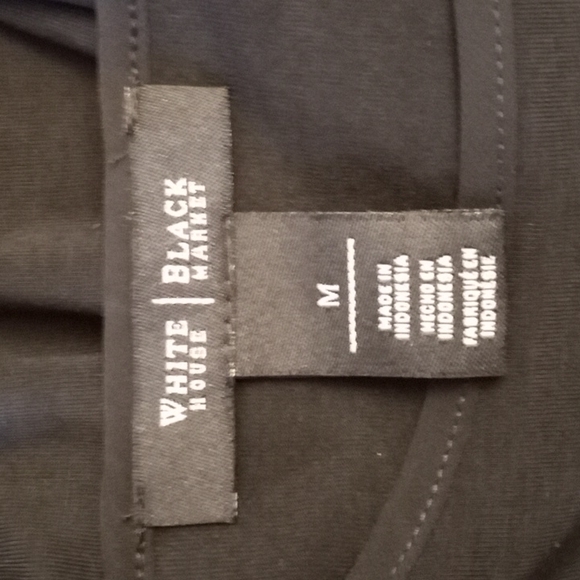 WHITE | BLACK
HOUSE MARKET
M
MADE IN
INDONESIA
HECHO EN
INDONESIA
FABRIQUÉ EN
INDONÉSIE